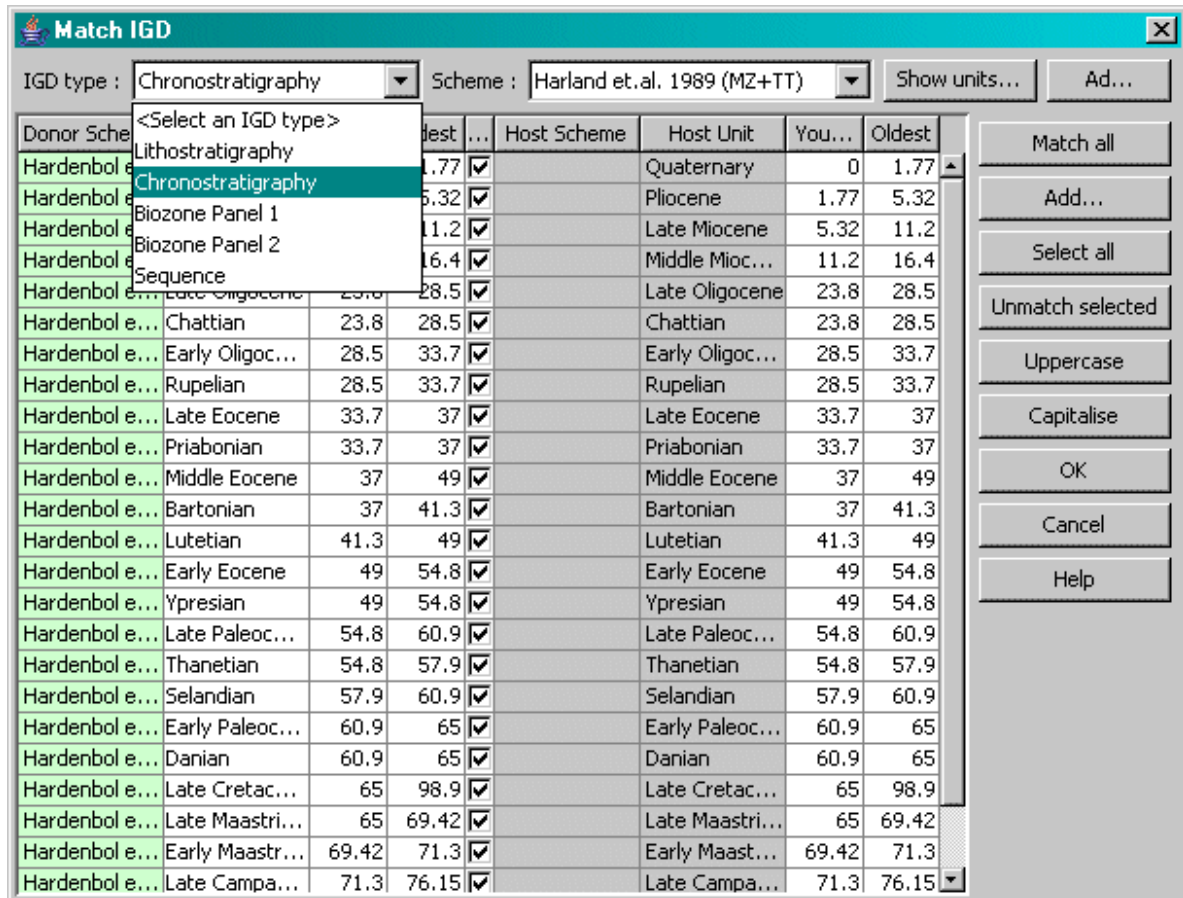 Match IGD
IGD type : Chronostratigraphy Scheme : Harland et.al. 1989 (MZ+TT) Show units... Ad...
<Select an IGD type>
Lithostratigraphy
Chronostratigraphy
Biozone Panel 1
Biozone Panel 2
Sequence
Donor Sche dest ... Host Scheme Host Unit You... Oldest
Hardenbol e 1.77 Quaternary 0 1.77
Hardenbol e 5.32 Pliocene 1.77 5.32
Hardenbol e 11.2 Late Miocene 5.32 11.2
Hardenbol e 16.4 Middle Mioc... 11.2 16.4
Hardenbol e... Late Oligocene 23.8 28.5 Late Oligocene 23.8 28.5
Hardenbol e... Chattian 23.8 28.5 Chattian 23.8 28.5
Hardenbol e... Early Oligoc... 28.5 33.7 Early Oligoc... 28.5 33.7
Hardenbol e... Rupelian 28.5 33.7 Rupelian 28.5 33.7
Hardenbol e... Late Eocene 33.7 37 Late Eocene 33.7 37
Hardenbol e... Priabonian 33.7 37 Priabonian 33.7 37
Hardenbol e... Middle Eocene 37 49 Middle Eocene 37 49
Hardenbol e... Bartonian 37 41.3 Bartonian 37 41.3
Hardenbol e... Lutetian 41.3 49 Lutetian 41.3 49
Hardenbol e... Early Eocene 49 54.8 Early Eocene 49 54.8
Hardenbol e... Ypresian 49 54.8 Ypresian 49 54.8
Hardenbol e... Late Paleoc... 54.8 60.9 Late Paleoc... 54.8 60.9
Hardenbol e... Thanetian 54.8 57.9 Thanetian 54.8 57.9
Hardenbol e... Selandian 57.9 60.9 Selandian 57.9 60.9
Hardenbol e... Early Paleoc... 60.9 65 Early Paleoc... 60.9 65
Hardenbol e... Danian 60.9 65 Danian 60.9 65
Hardenbol e... Late Cretac... 65 98.9 Late Cretac... 65 98.9
Hardenbol e... Late Maastri... 65 69.42 Late Maastri... 65 69.42
Hardenbol e... Early Maastr... 69.42 71.3 Early Maast... 69.42 71.3
Hardenbol e... Late Campa... 71.3 76.15 Late Campa... 71.3 76.15
Match all
Add...
Select all
Unmatch selected
Uppercase
Capitalise
OK
Cancel
Help